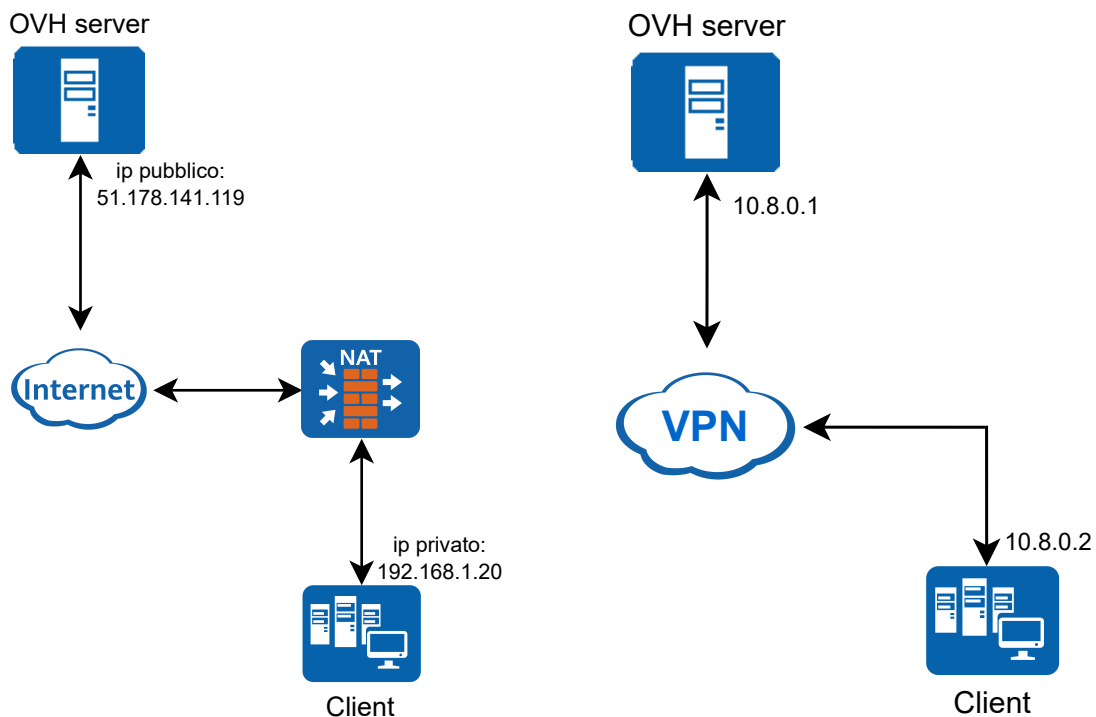 OVH server
ip pubblico:
51.178.141.119
Internet
NAT
ip privato:
192.168.1.20
Client
OVH server
10.8.0.1
VPN
10.8.0.2
Client